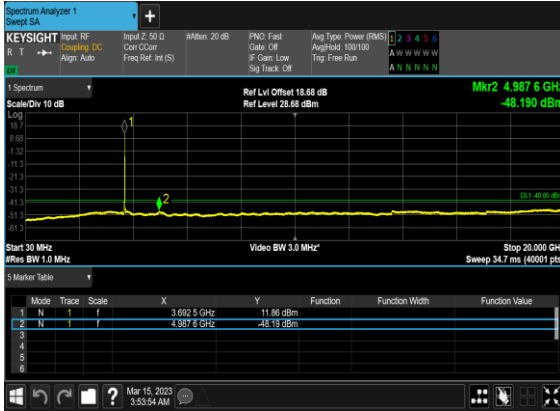 Spectrum Analyzer 1
Swept SA
+
KEYSIGHT Input: RF Input Z: 50 Ω #Atten: 20 dB PNO: Fast Avg Type: Power (RMS) 1 2 3 4 5 6
R T Coupling: DC Corr CCorr Gate: Off Avg|Hold: 100/100 A W W W W W
Align: Auto Freq Ref: Int (S) IF Gain: Low Trig: Free Run
Sig Track: Off A N N N N N
1 Spectrum Ref Lvl Offset 18.68 dB Mkr2 4.987 6 GHz
Scale/Div 10 dB Ref Level 28.68 dBm -48.190 dBm
Log
18.7
8.68
-1.32
-11.3
-21.3
-31.3
-41.3
-51.3
-61.3
1
2
DL1 -40.00 dBm
Start 30 MHz Video BW 3.0 MHz* Stop 20.000 GHz
#Res BW 1.0 MHz Sweep 34.7 ms (40001 pts)
5 Marker Table
Mode Trace Scale X Y Function Function Width Function Value
1 N 1 f 3.692 5 GHz 11.86 dBm
2 N 1 f 4.987 6 GHz -48.19 dBm
3
4
5
6
? Mar 15, 2023
3:53:54 AM